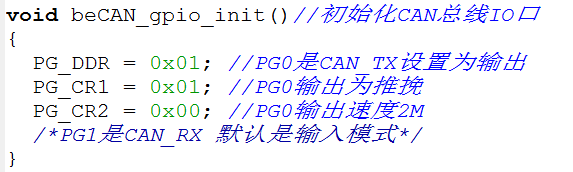 void beCAN_gpio_init()//初始化CAN总线IO口
{
PG_DDR = 0x01; //PG0是CAN TX设置为输出
PG_CR1 = 0x01; //PG0输出为推挽
PG_CR2 = 0x00; //PG0输出速度2M
/*PG1是CAN_RX 默认是输入模式*/
}